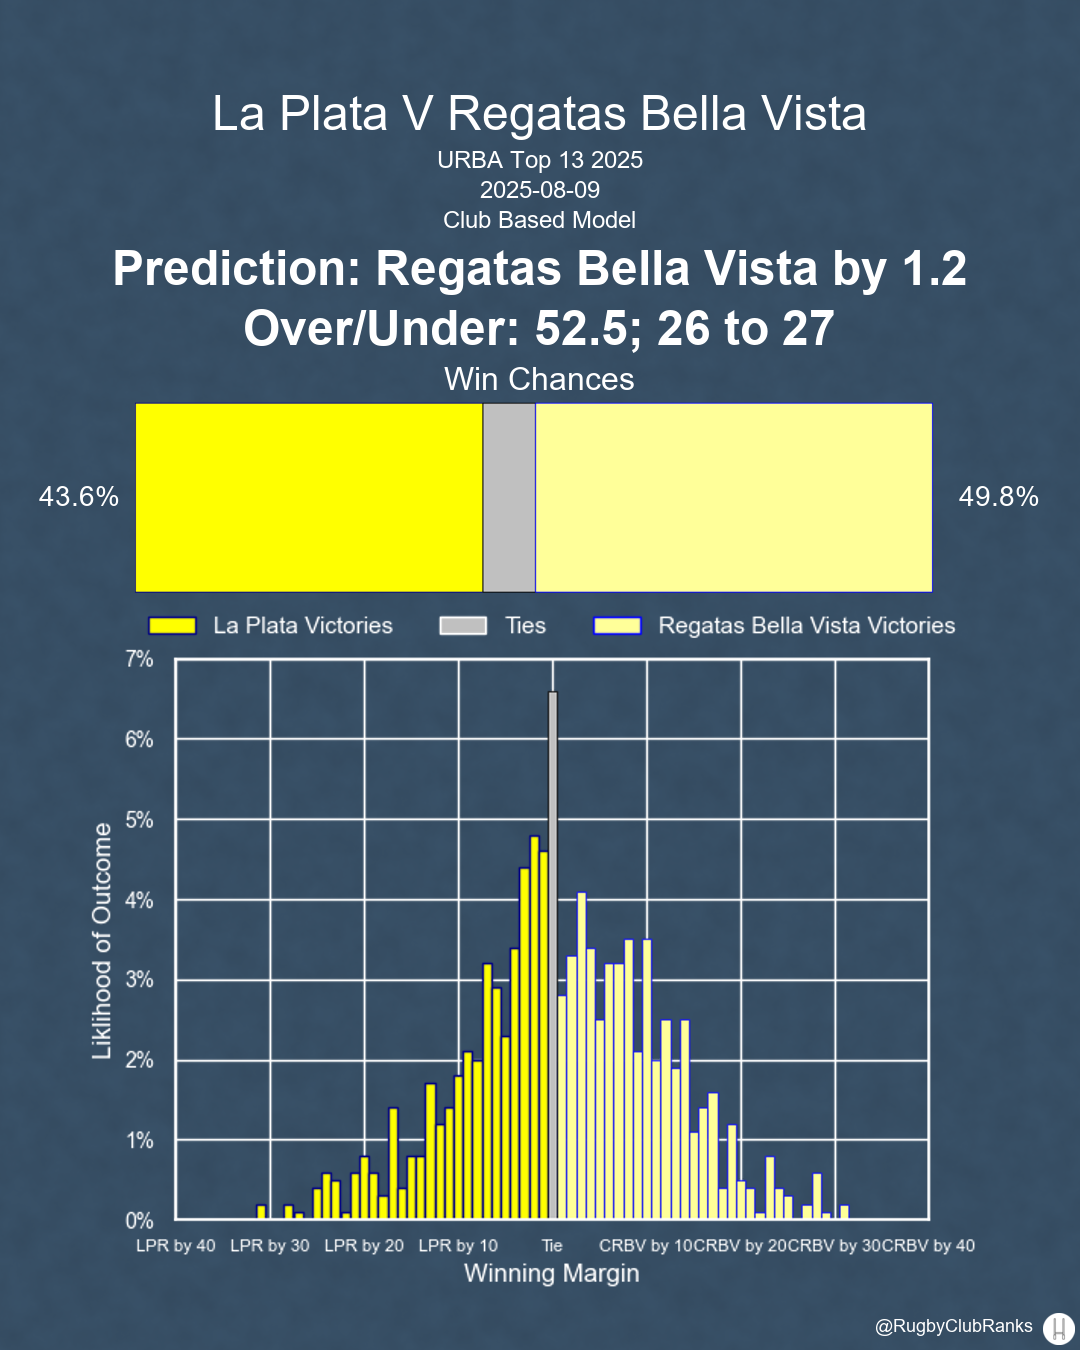 La Plata V Regatas Bella Vista
URBA Top 13 2025
2025-08-09
Club Based Model
Prediction: Regatas Bella Vista by 1.2
Over/Under: 52.5; 26 to 27
Win Chances
43.6%
49.8%
La Plata Victories
Ties
Regatas Bella Vista Victories
7%
6%
5%
4%
3%
2%
1%
0%
Liklihood of Outcome
LPR by 40 LPR by 30 LPR by 20 LPR by 10 Tie CRBV by 10 CRBV by 20 CRBV by 30 CRBV by 40
Winning Margin
@RugbyClubRanks